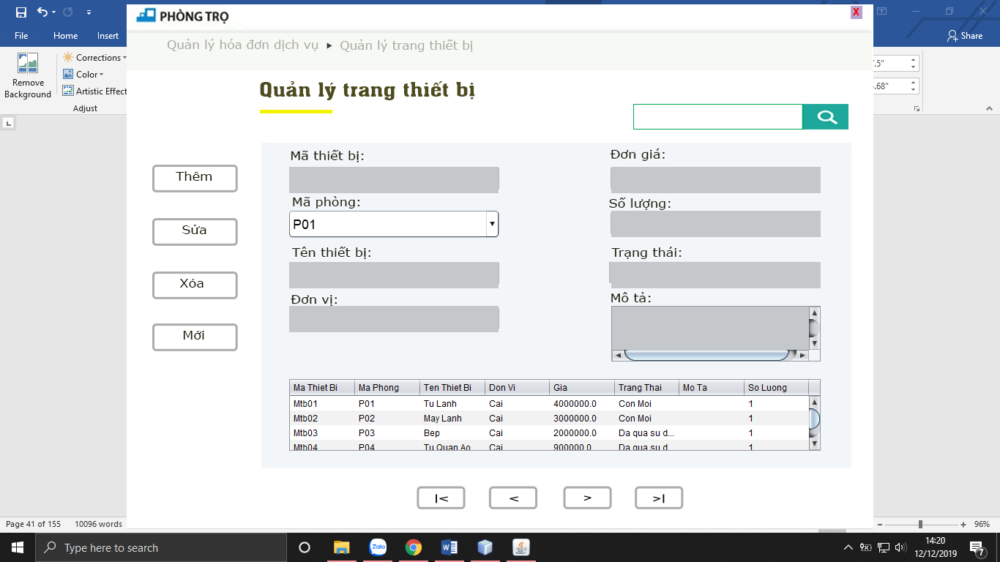 PHÒNG TRỌ
X
File
Home
Insert
Share
Quản lý hóa đơn dịch vụ ▸ Quản lý trang thiết bị
Corrections
Color
Artistic Effect
Remove
Background
Adjust
Quản lý trang thiết bị
Thêm
Sửa
Xóa
Mới
Mã thiết bị:
Đơn giá:
Mã phòng:
Số lượng:
P01
Tên thiết bị:
Trạng thái:
Đơn vị:
Mô tả:
Ma Thiet Bi Ma Phong Ten Thiet Bi Don Vi Gia Trang Thai Mo Ta So Luong
Mtb01 P01 Tu Lanh Cai 4000000.0 Con Moi 1
Mtb02 P02 May Lanh Cai 3000000.0 Con Moi 1
Mtb03 P03 Bep Cai 2000000.0 Da qua su d... 1
Mtb04 P04 Tu Quan Ao Cai 900000.0 Da qua su d 1
|< < > >|
Page 41 of 155 10096 words
96%
Type here to search
Zalo
14:20
12/12/2019
7